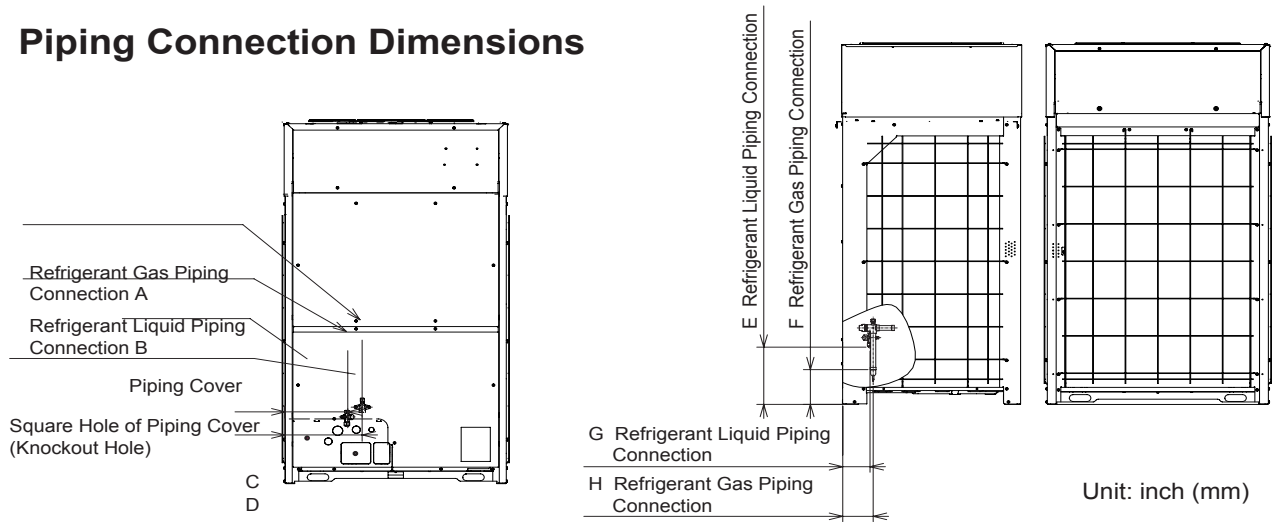 Piping Connection Dimensions
Refrigerant Gas Piping
Connection A
Refrigerant Liquid Piping
Connection B
Piping Cover
Square Hole of Piping Cover
(Knockout Hole)
C
D
E Refrigerant Liquid Piping Connection
F Refrigerant Gas Piping Connection
G Refrigerant Liquid Piping
Connection
H Refrigerant Gas Piping
Connection
Unit: inch (mm)